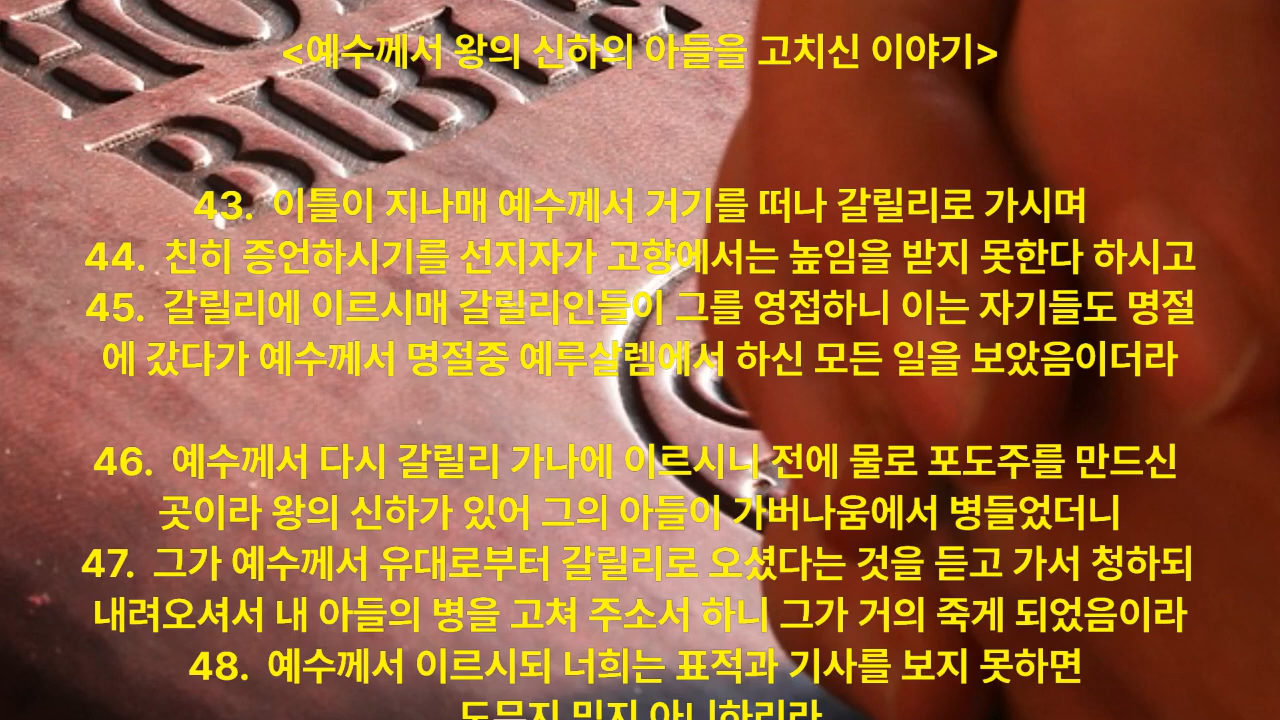 HO
BIBEL
<예수께서 왕의 신하의 아들을 고치신 이야기>
43. 이틀이 지나매 예수께서 거기를 떠나 갈릴리로 가시며
44. 친히 증언하시기를 선지자가 고향에서는 높임을 받지 못한다 하시고
45. 갈릴리에 이르시매 갈릴리인들이 그를 영접하니 이는 자기들도 명절
에 갔다가 예수께서 명절중 예루살렘에서 하신 모든 일을 보았음이더라
46. 예수께서 다시 갈릴리 가나에 이르시니 전에 물로 포도주를 만드신
곳이라 왕의 신하가 있어 그의 아들이 가버나움에서 병들었더니
47. 그가 예수께서 유대로부터 갈릴리로 오셨다는 것을 듣고 가서 청하되
내려오셔서 내 아들의 병을 고쳐 주소서 하니 그가 거의 죽게 되었음이라
48. 예수께서 이르시되 너희는 표적과 기사를 보지 못하면
도무지 믿지 아니하리라